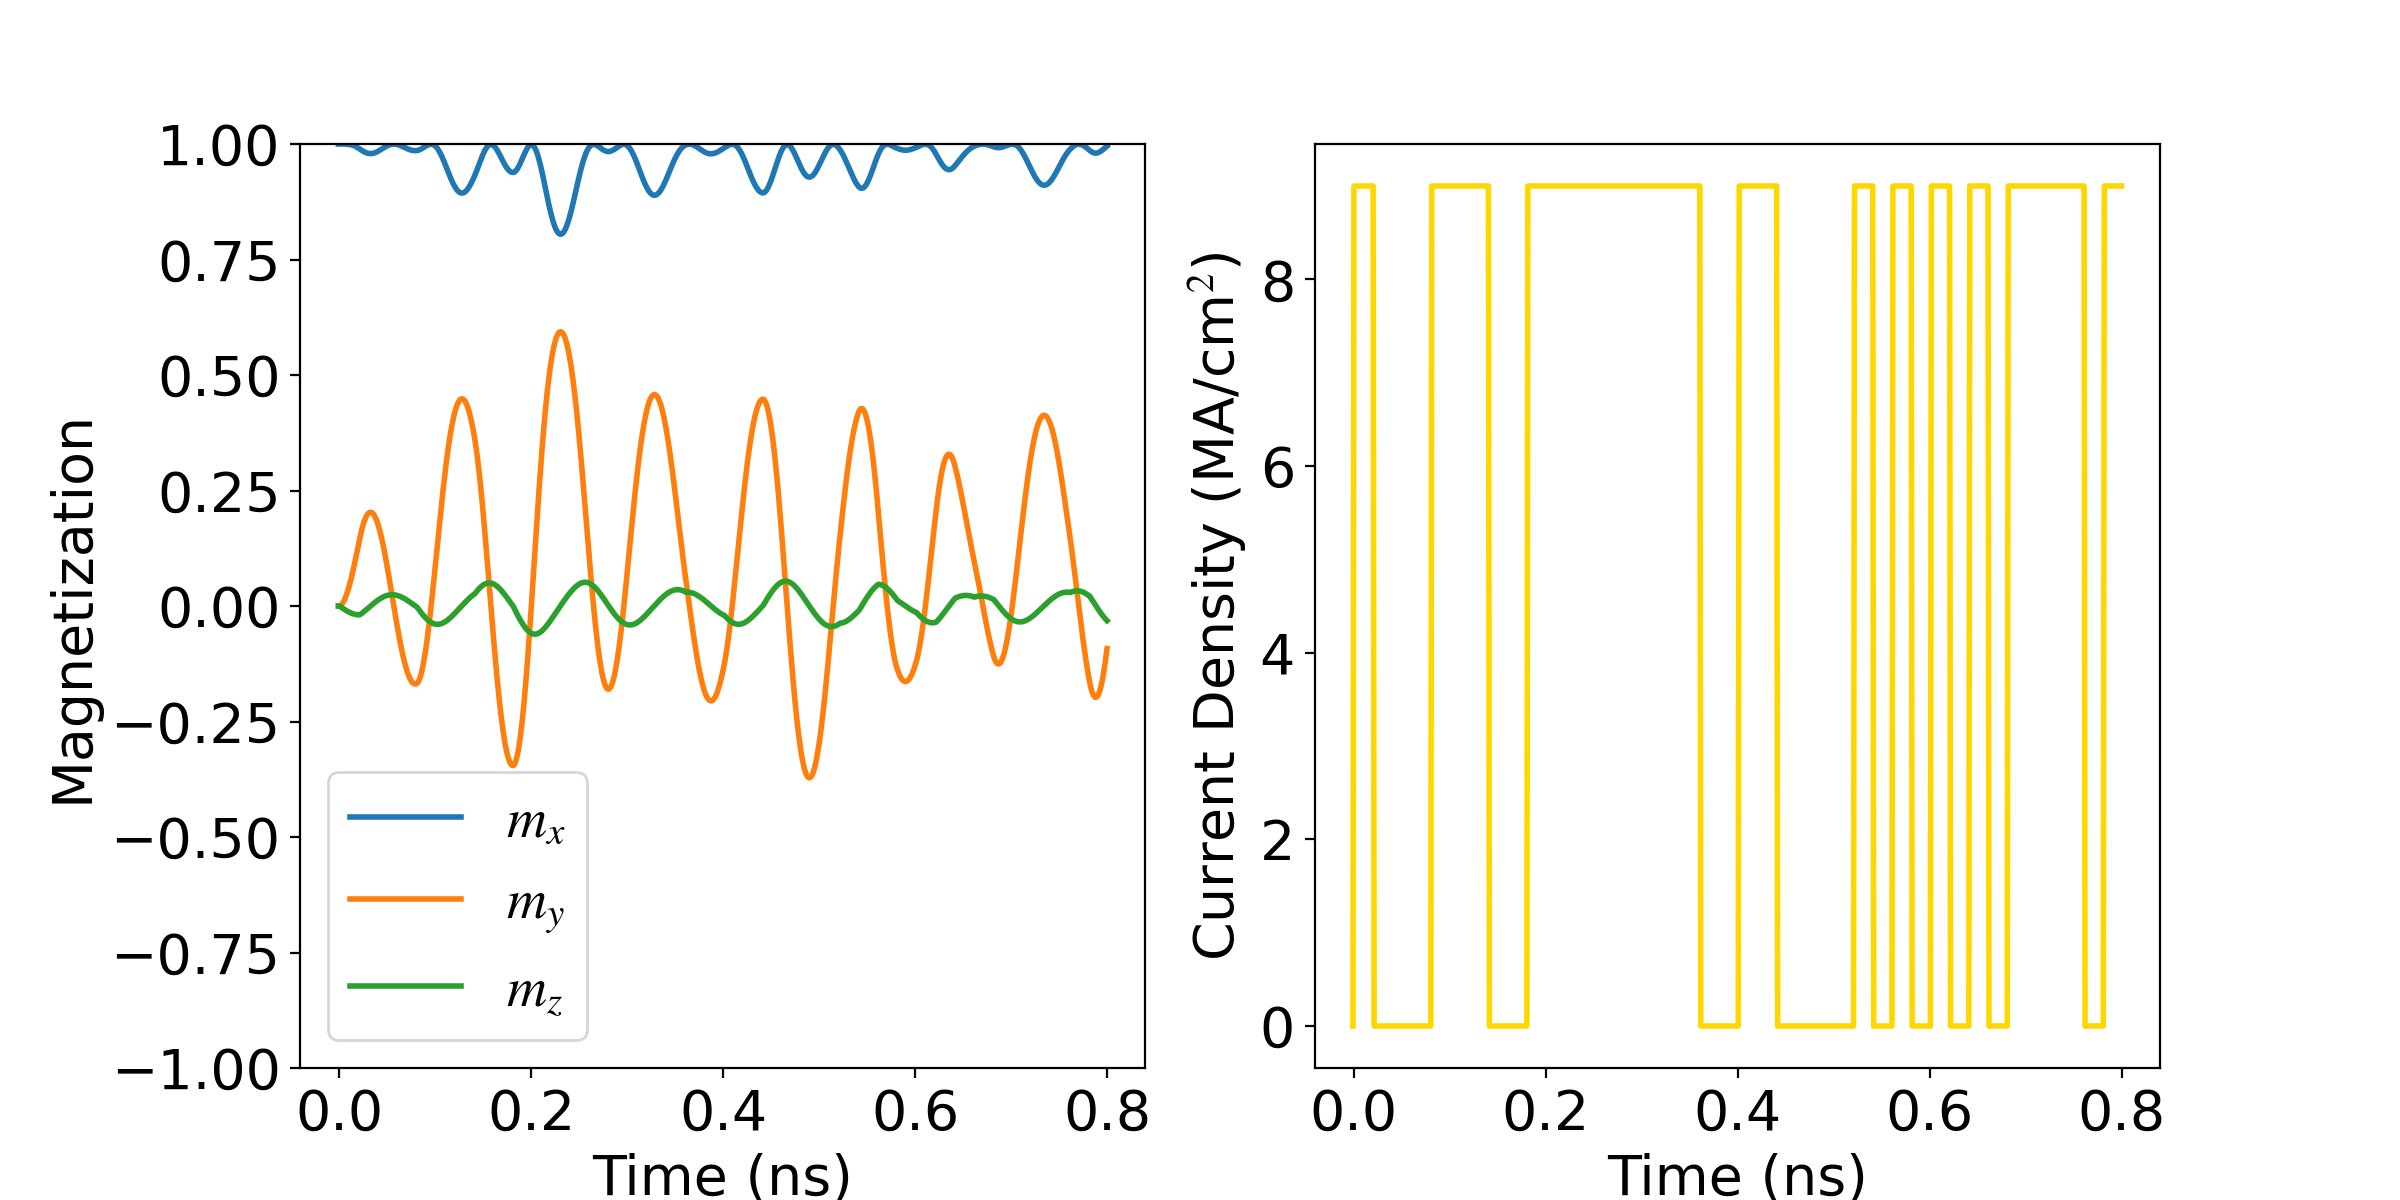 Magnetization
1.00
0.75
0.50
0.25
0.00
−0.25
−0.50
−0.75
−1.00
m_x
m_y
m_z
0.0 0.2 0.4 0.6 0.8
Time (ns)
Current Density (MA/cm²)
8
6
4
2
0
0.0 0.2 0.4 0.6 0.8
Time (ns)